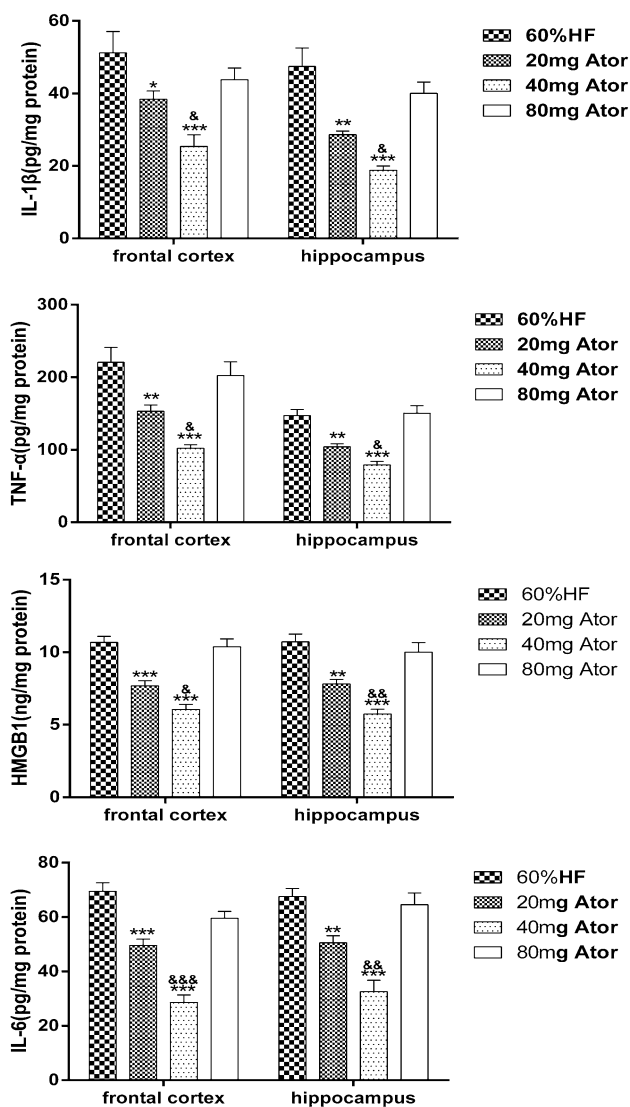 IL-1β(pg/mg protein)
60
40
20
0
*
&
***
**
&
***
frontal cortex
hippocampus
60%HF
20mg Ator
40mg Ator
80mg Ator
TNF-α(pg/mg protein)
300
200
100
0
**
&
***
**
&
***
frontal cortex
hippocampus
60%HF
20mg Ator
40mg Ator
80mg Ator
HMGB1(ng/mg protein)
15
10
5
0
***
&
***
**
&&
***
frontal cortex
hippocampus
60%HF
20mg Ator
40mg Ator
80mg Ator
IL-6(pg/mg protein)
80
60
40
20
0
***
&&&
***
**
&&
***
frontal cortex
hippocampus
60%HF
20mg Ator
40mg Ator
80mg Ator